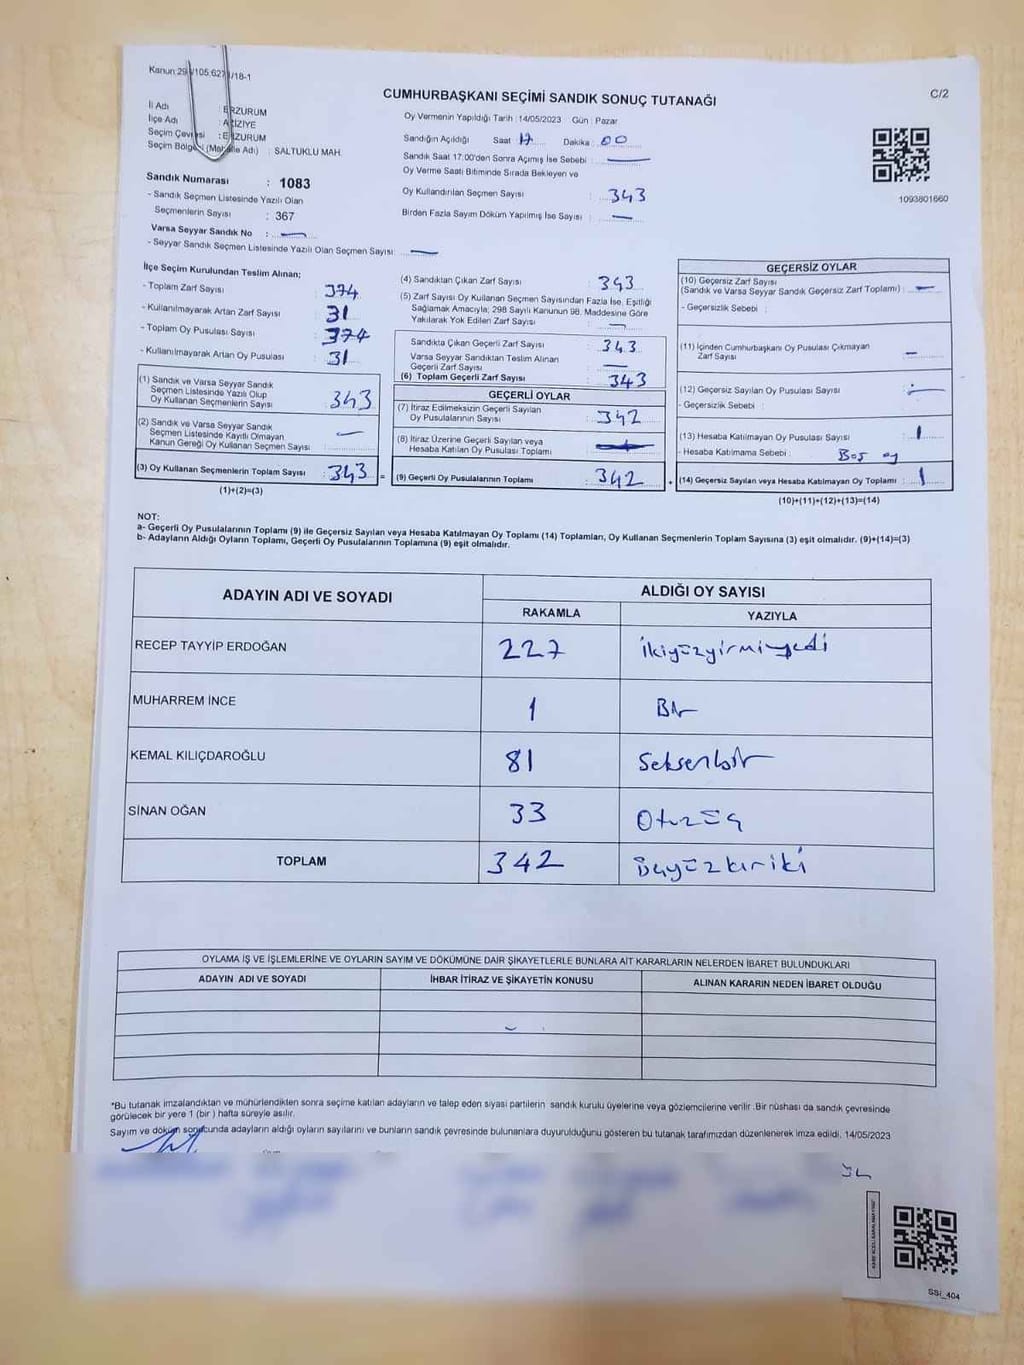 C/2
CUMHURBAŞKANI SEÇİMİ SANDIK SONUÇ TUTANAĞI
İl Adı : ERZURUM
İlçe Adı : AZİZİYE
Seçim Çevresi : ERZURUM
Seçim Bölgesi (Mahalle Adı) : SALTUKLU MAH.
Sandık Numarası : 1083
- Sandık Seçmen Listesinde Yazılı Olan
Seçmenlerin Sayısı : 367
Varsa Seyyar Sandık No :
- Seyyar Sandık Seçmen Listesinde Yazılı Olan Seçmen Sayısı:
Oy Vermenin Yapıldığı Tarih : 14/05/2023 Gün : Pazar
Sandığın Açıldığı Saat 17 Dakika : 00
Sandık Saat 17:00'den Sonra Açımış İse Sebebi :
Oy Verme Saati Bitiminde Sırada Bekleyen ve
Oy Kullandırılan Seçmen Sayısı : 343
Birden Fazla Sayım Döküm Yapılmış İse Sayısı :
1093801660
İlçe Seçim Kurulundan Teslim Alınan;
- Toplam Zarf Sayısı : 374
- Kullanılmayarak Artan Zarf Sayısı : 31
- Toplam Oy Pusulası Sayısı : 374
- Kullanılmayarak Artan Oy Pusulası : 31
(1) Sandık ve Varsa Seyyar Sandık
Seçmen Listesinde Yazılı Olup
Oy Kullanan Seçmenlerin Sayısı : 343
(2) Sandık ve Varsa Seyyar Sandık
Seçmen Listesinde Kayıtlı Olmayan
Kanun Gereği Oy Kullanan Seçmen Sayısı :
(3) Oy Kullanan Seçmenlerin Toplam Sayısı : 343
(1)+(2)=(3)
(4) Sandıktan Çıkan Zarf Sayısı : 343
(5) Zarf Sayısı Oy Kullanan Seçmen Sayısından Fazla İse, Eşitliği
Sağlamak Amacıyla; 298 Sayılı Kanunun 98. Maddesine Göre
Yakılarak Yok Edilen Zarf Sayısı :
Sandıkta Çıkan Geçerli Zarf Sayısı : 343
Varsa Seyyar Sandıktan Teslim Alınan
Geçerli Zarf Sayısı :
(6) Toplam Geçerli Zarf Sayısı : 343
GEÇERLİ OYLAR
(7) İtiraz Edilmeksizin Geçerli Sayılan
Oy Pusulalarının Sayısı : 342
(8) İtiraz Üzerine Geçerli Sayılan veya
Hesaba Katılan Oy Pusulası Toplamı :
= (9) Geçerli Oy Pusulalarının Toplamı : 342
GEÇERSİZ OYLAR
(10) Geçersiz Zarf Sayısı
(Sandık ve Varsa Seyyar Sandık Geçersiz Zarf Toplamı) :
- Geçersizlik Sebebi :
(11) İçinden Cumhurbaşkanı Oy Pusulası Çıkmayan
Zarf Sayısı :
(12) Geçersiz Sayılan Oy Pusulası Sayısı :
- Geçersizlik Sebebi :
(13) Hesaba Katılmayan Oy Pusulası Sayısı : 1
- Hesaba Katılmama Sebebi : Boş oy
+ (14) Geçersiz Sayılan veya Hesaba Katılmayan Oy Toplamı : 1
(10)+(11)+(12)+(13)=(14)
NOT:
a- Geçerli Oy Pusulalarının Toplamı (9) ile Geçersiz Sayılan veya Hesaba Katılmayan Oy Toplamı (14) Toplamları, Oy Kullanan Seçmenlerin Toplam Sayısına (3) eşit olmalıdır. (9)+(14)=(3)
b- Adayların Aldığı Oyların Toplamı, Geçerli Oy Pusulalarının Toplamına (9) eşit olmalıdır.
ADAYIN ADI VE SOYADI ALDIĞI OY SAYISI
RAKAMLA YAZIYLA
RECEP TAYYİP ERDOĞAN 227 İkiyüzyirmiyedi
MUHARREM İNCE 1 Bir
KEMAL KILIÇDAROĞLU 81 Seksenbir
SİNAN OĞAN 33 Otuzüç
TOPLAM 342 Üçyüzkırkiki
OYLAMA İŞ VE İŞLEMLERİNE VE OYLARIN SAYIM VE DÖKÜMÜNE DAİR ŞİKAYETLERLE BUNLARA AİT KARARLARIN NELERDEN İBARET BULUNDUKLARI
ADAYIN ADI VE SOYADI İHBAR İTİRAZ VE ŞİKAYETİN KONUSU ALINAN KARARIN NEDEN İBARET OLDUĞU
*Bu tutanak imzalandıktan ve mühürlendikten sonra seçime katılan adayların ve talep eden siyasi partilerin sandık kurulu üyelerine veya gözlemcilerine verilir .Bir nüshası da sandık çevresinde
görülecek bir yere 1 (bir ) hafta süreyle asılır.
Sayım ve döküm sonucunda adayların aldığı oyların sayılarını ve bunların sandık çevresinde bulunanlara duyurulduğunu gösteren bu tutanak tarafımızdan düzenlenerek imza edildi. 14/05/2023
SSİ_404